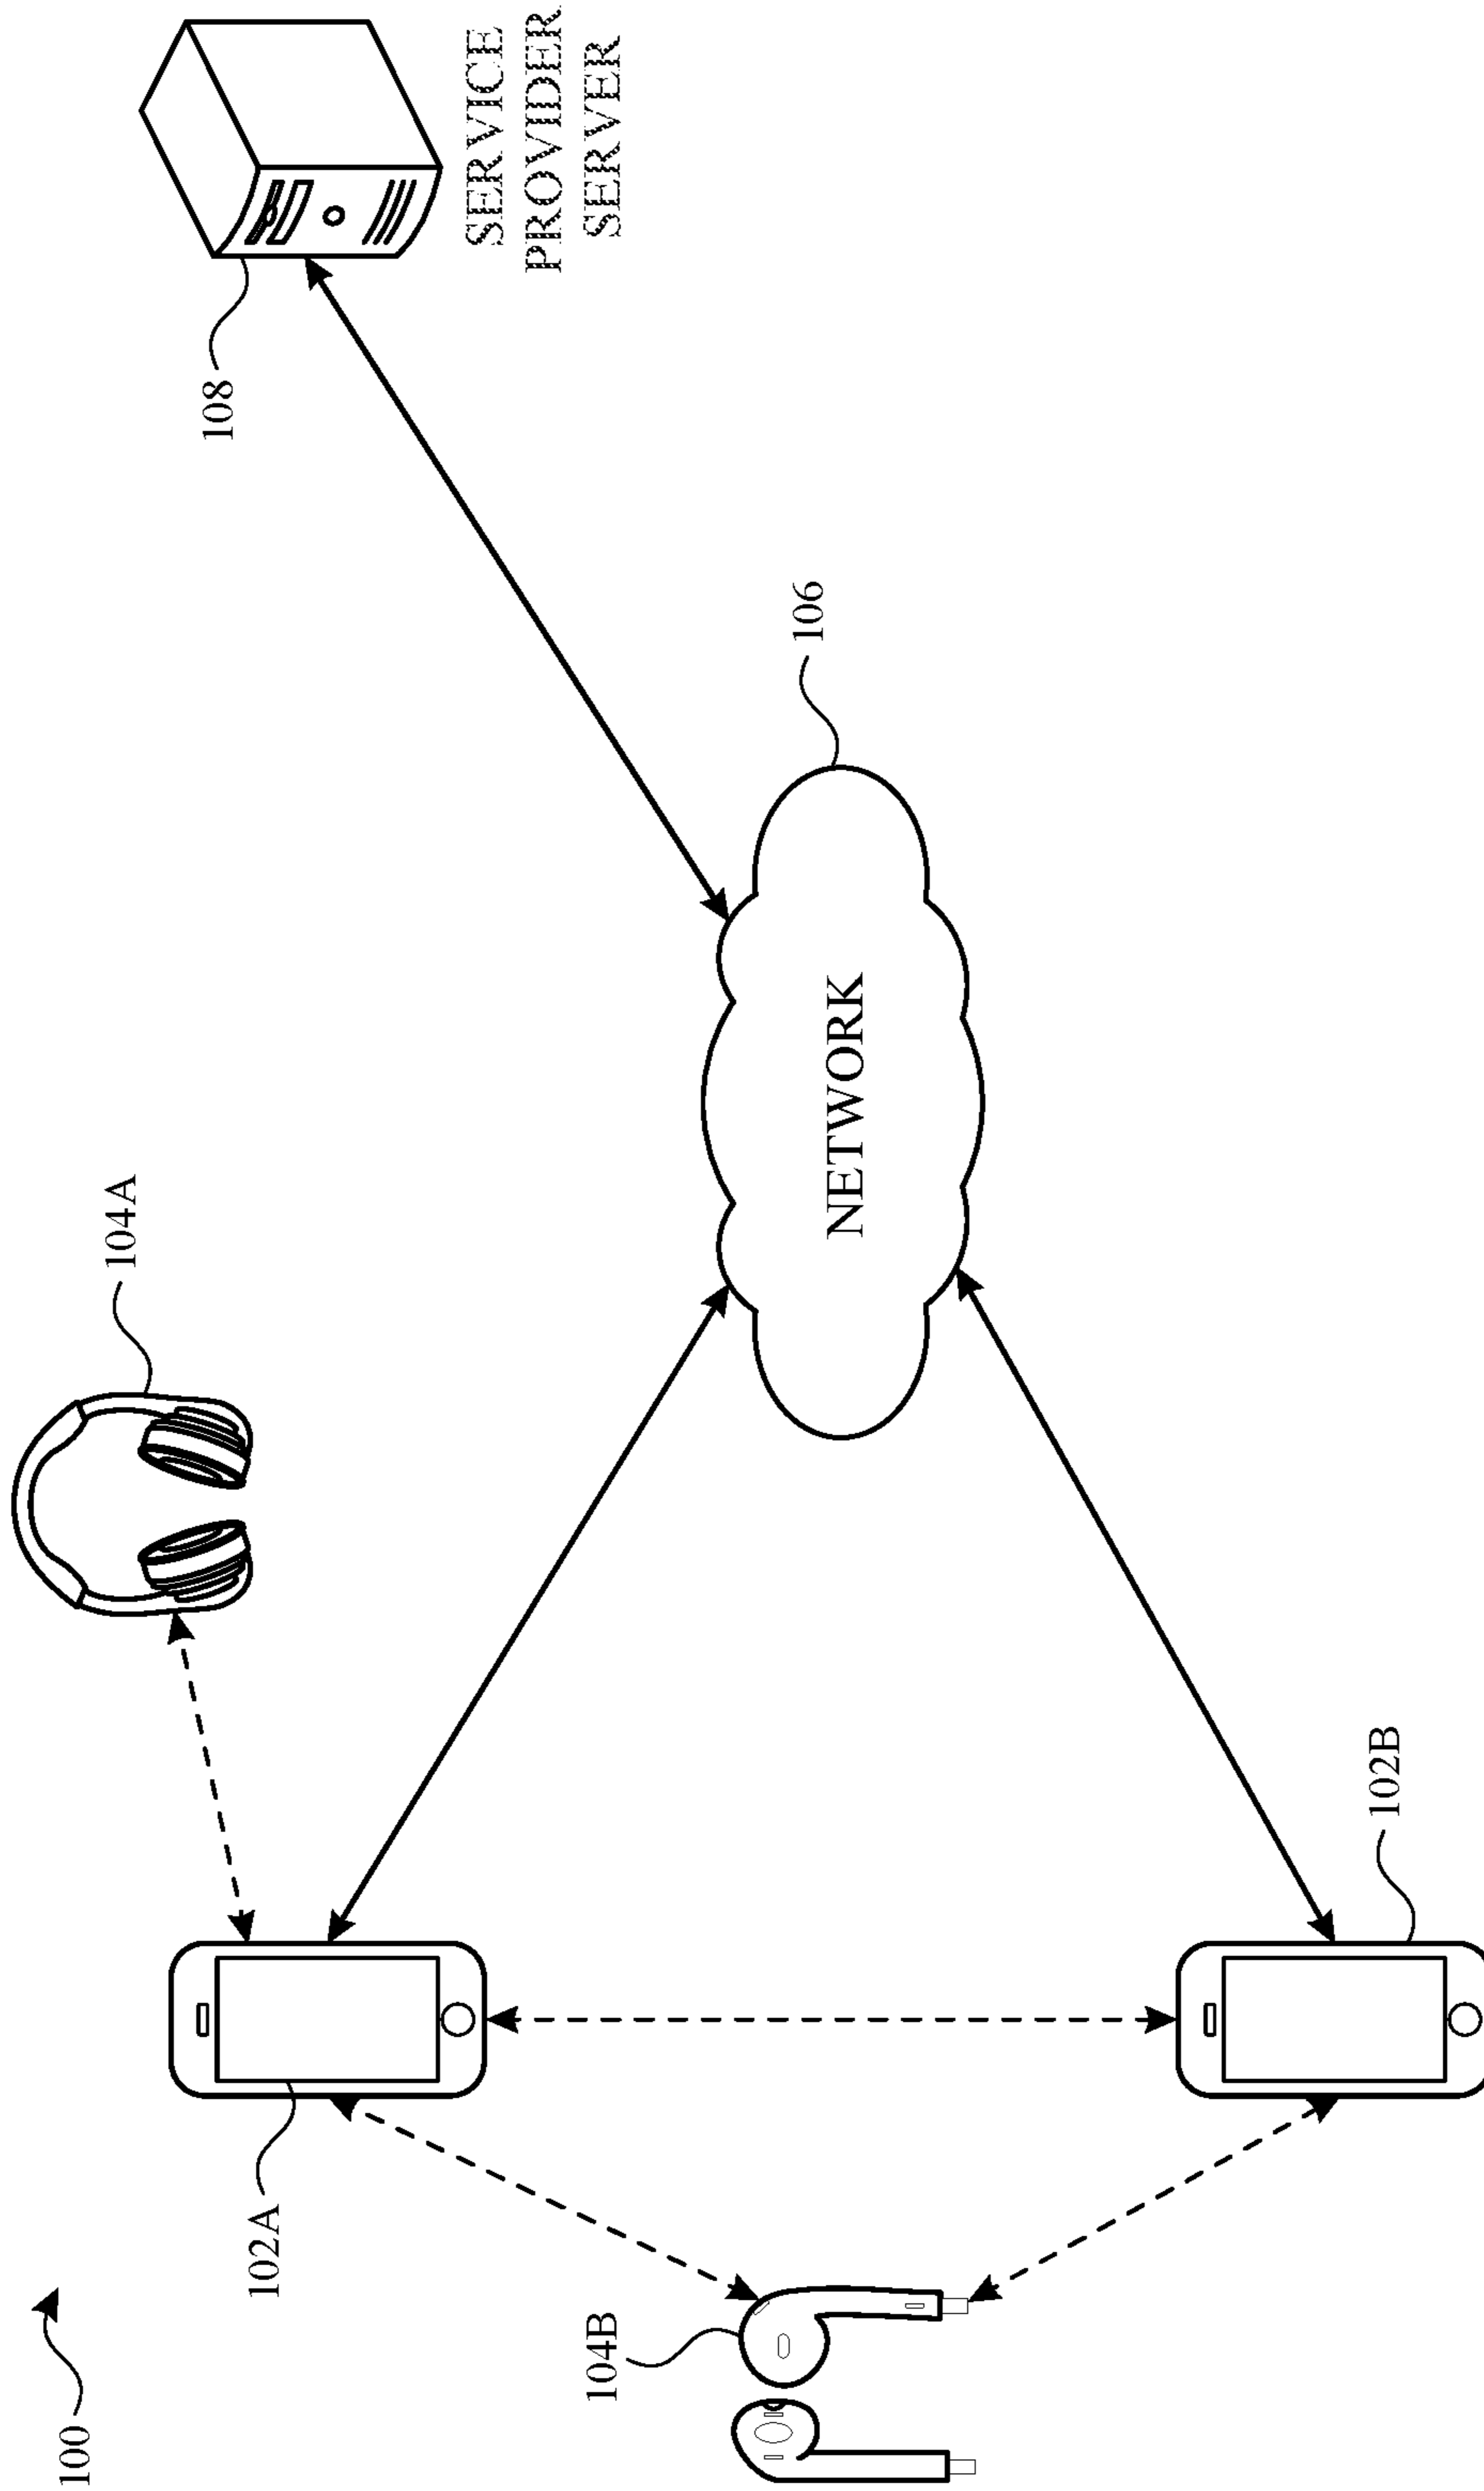 100
102A
104A
104B
102B
NETWORK
106
108
SERVICE
PROVIDER
SERVER